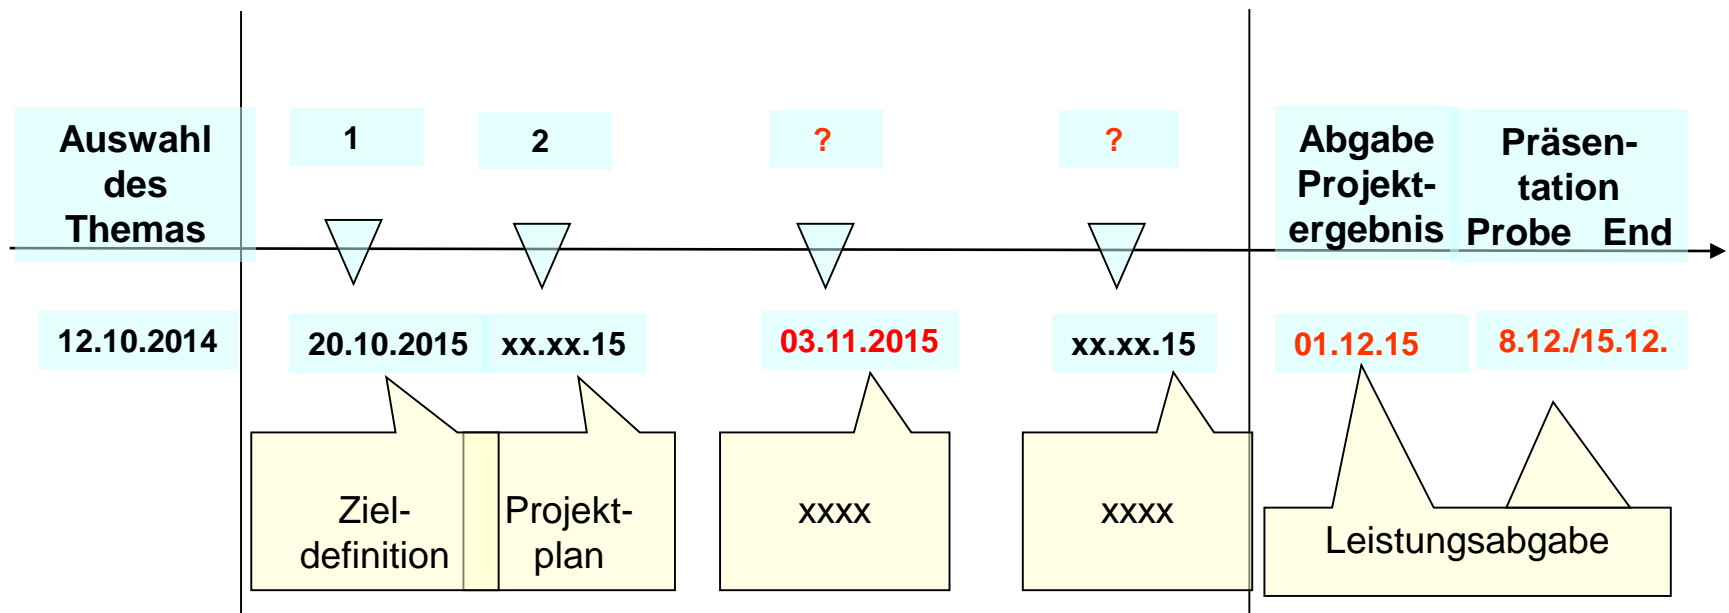 Auswahl
des
Themas
1
2
?
?
Abgabe
Projekt-
ergebnis
Präsen-
tation
Probe End
12.10.2014
20.10.2015
xx.xx.15
03.11.2015
xx.xx.15
01.12.15
8.12./15.12.
Ziel-
definition
Projekt-
plan
xxxx
xxxx
Leistungsabgabe